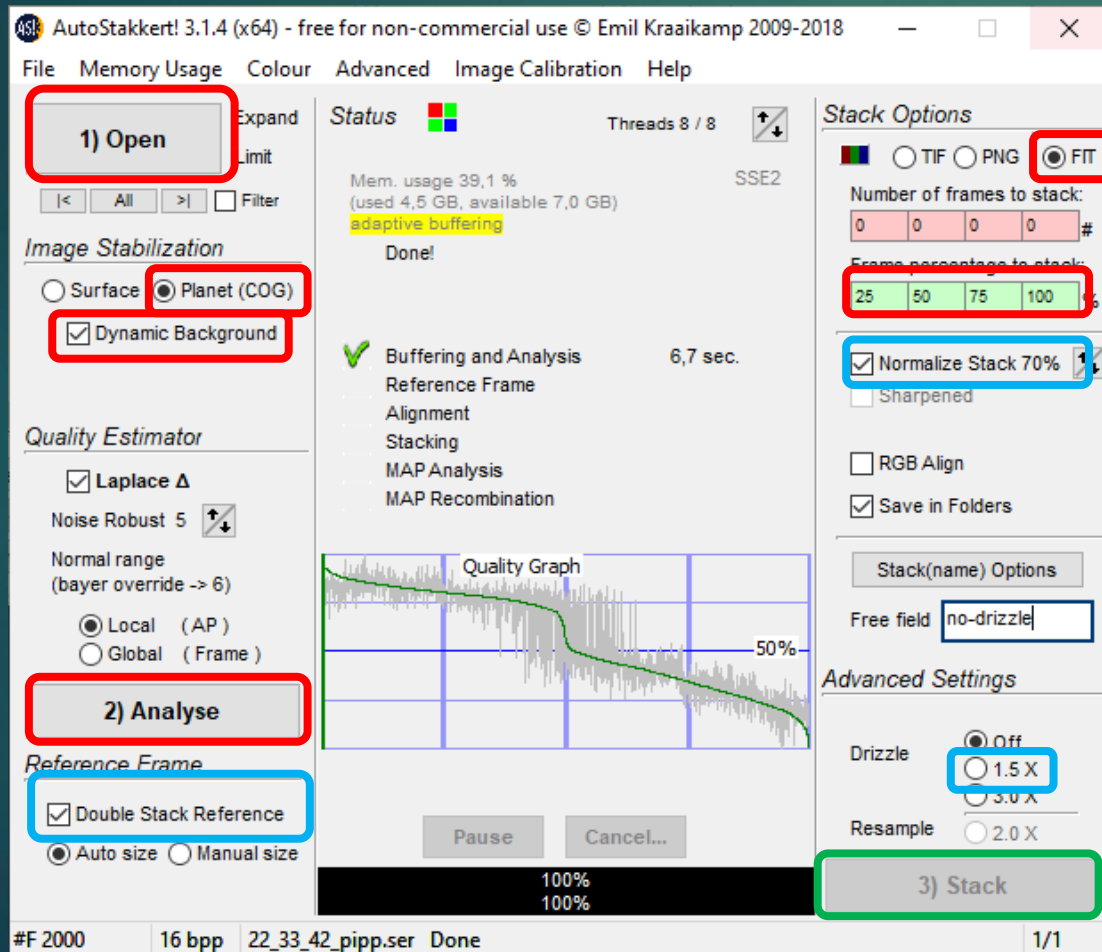 AutoStakkert! 3.1.4 (x64) - free for non-commercial use © Emil Kraaikamp 2009-2018
File Memory Usage Colour Advanced Image Calibration Help
1) Open
Expand
Limit
|< All >| Filter
Image Stabilization
Surface Planet (COG)
Dynamic Background
Quality Estimator
Laplace Δ
Noise Robust 5
Normal range
(bayer override -> 6)
Local (AP)
Global (Frame)
2) Analyse
Reference Frame
Double Stack Reference
Auto size Manual size
Status
Threads 8 / 8
Mem. usage 39,1 %
SSE2
(used 4,5 GB, available 7,0 GB)
adaptive buffering
Done!
Buffering and Analysis 6,7 sec.
Reference Frame
Alignment
Stacking
MAP Analysis
MAP Recombination
Quality Graph
50%
Pause Cancel...
100%
100%
Stack Options
TIF PNG FIT
Number of frames to stack:
0 0 0 0 #
Frame percentage to stack:
25 50 75 100 %
Normalize Stack 70%
Sharpened
RGB Align
Save in Folders
Stack(name) Options
Free field no-drizzle
Advanced Settings
Drizzle
Off
1.5 X
3.0 X
Resample 2.0 X
3) Stack
#F 2000 16 bpp 22_33_42_pipp.ser Done 1/1